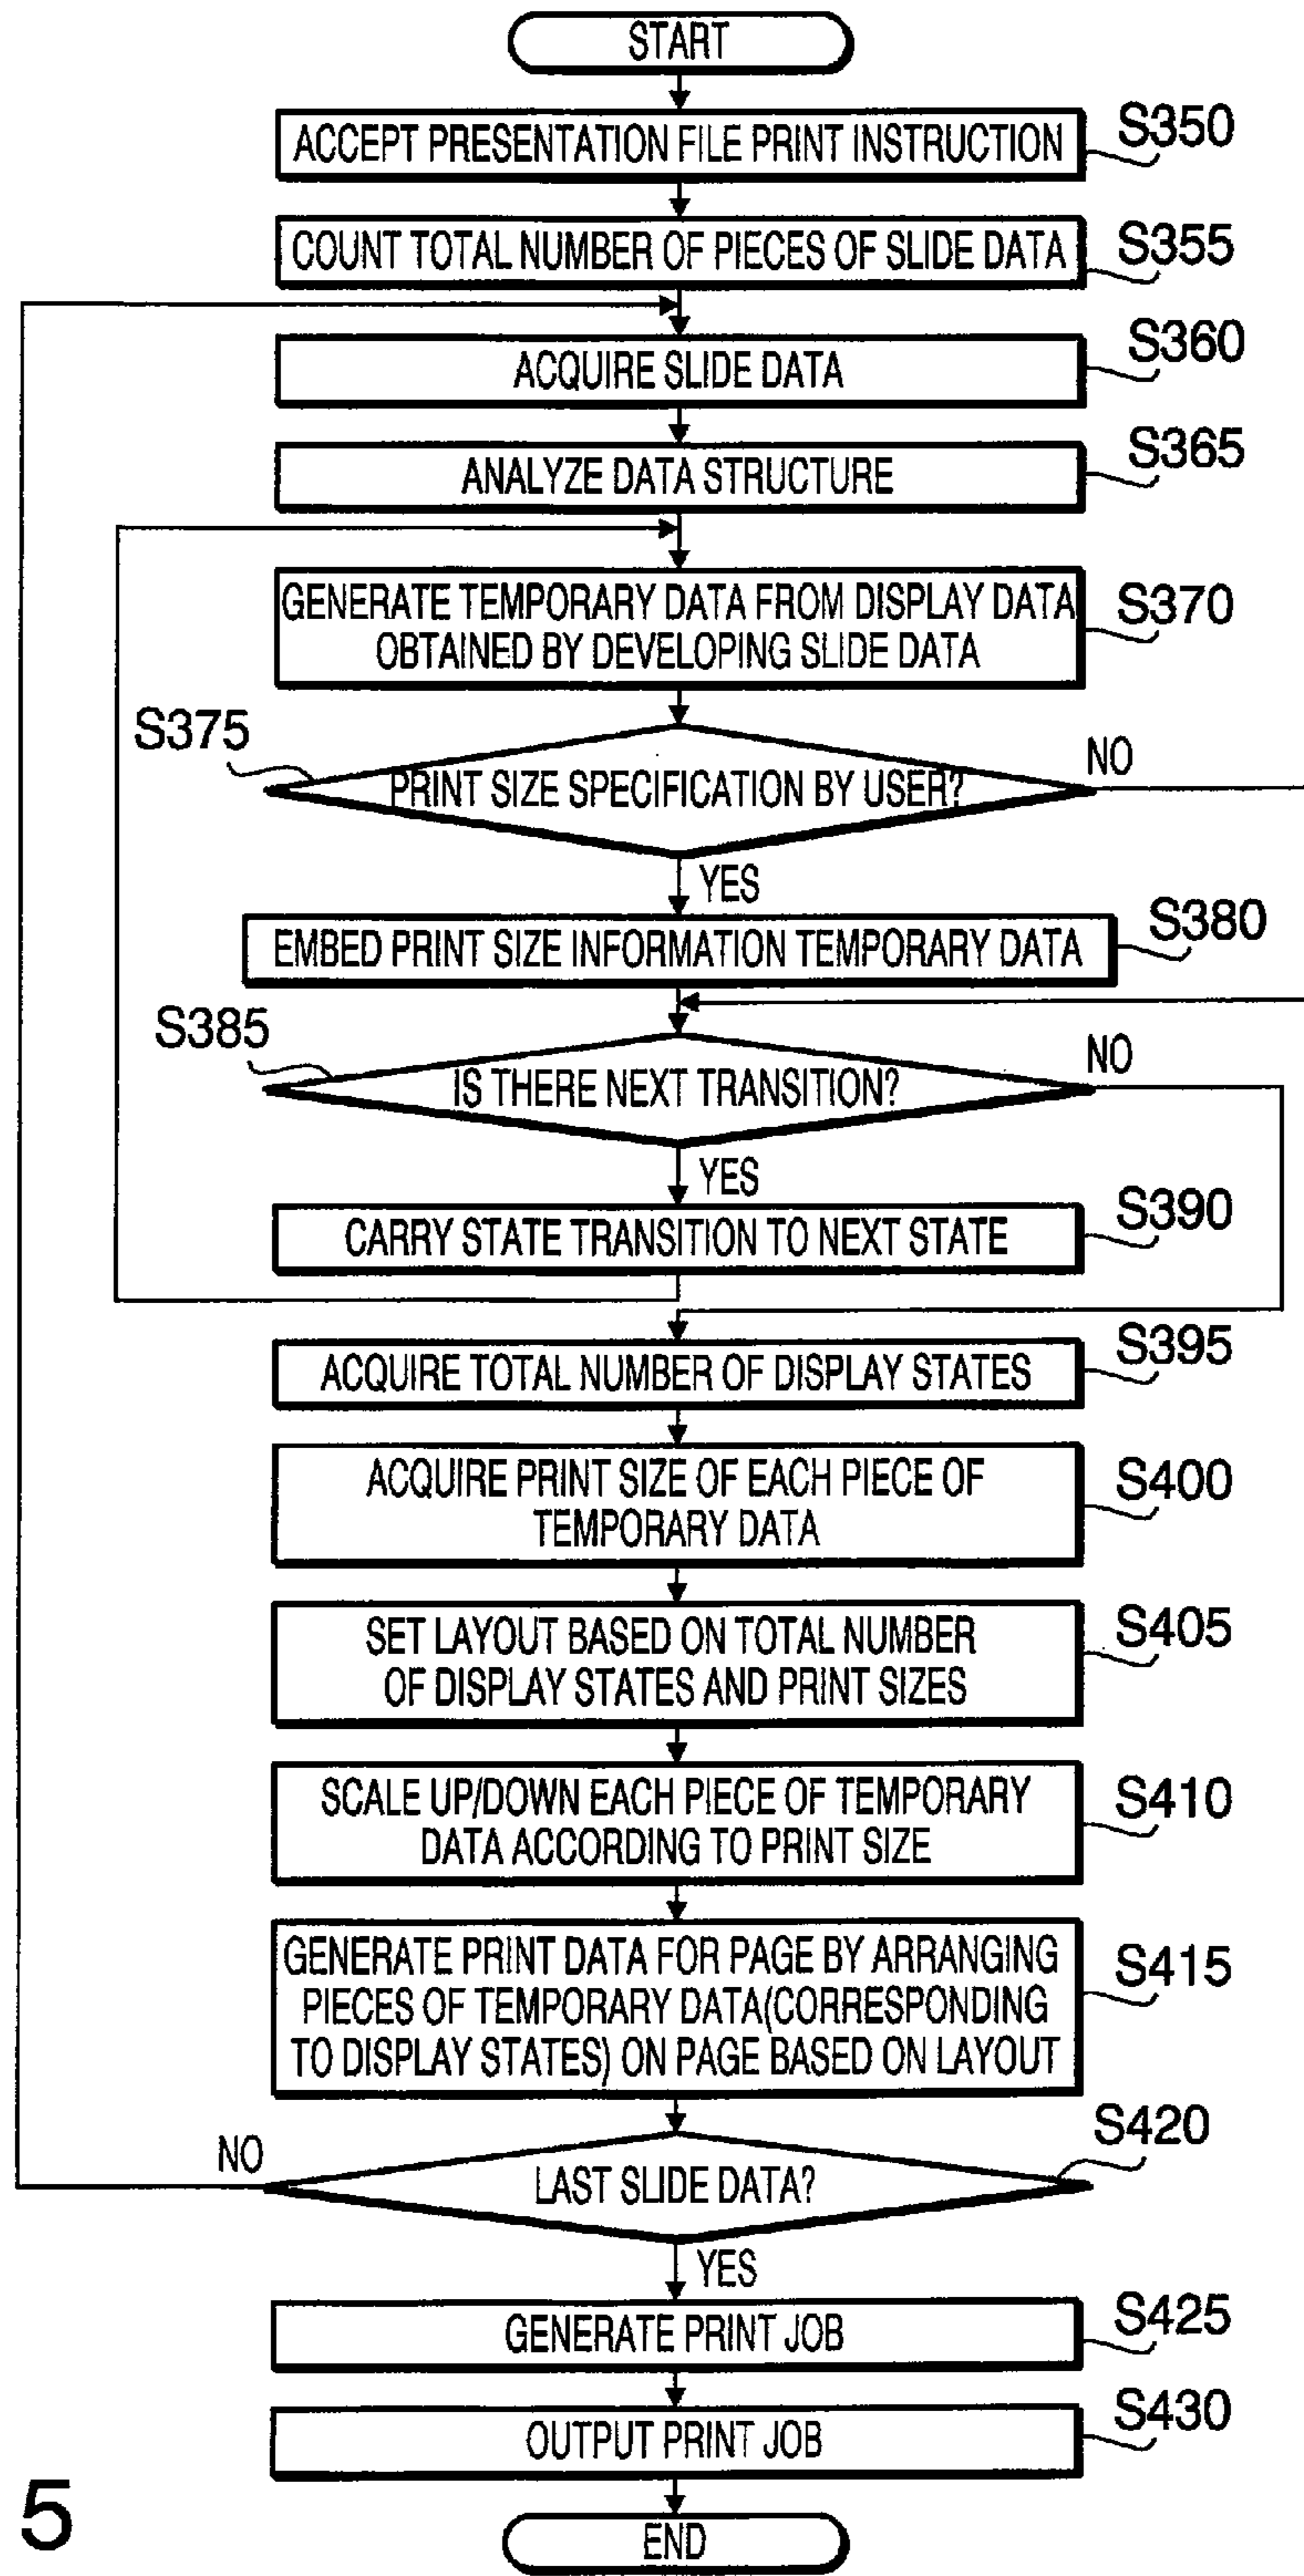 START
ACCEPT PRESENTATION FILE PRINT INSTRUCTION
S350
COUNT TOTAL NUMBER OF PIECES OF SLIDE DATA
S355
ACQUIRE SLIDE DATA
S360
ANALYZE DATA STRUCTURE
S365
GENERATE TEMPORARY DATA FROM DISPLAY DATA
OBTAINED BY DEVELOPING SLIDE DATA
S370
S375
PRINT SIZE SPECIFICATION BY USER?
NO
YES
EMBED PRINT SIZE INFORMATION TEMPORARY DATA
S380
S385
IS THERE NEXT TRANSITION?
NO
YES
CARRY STATE TRANSITION TO NEXT STATE
S390
ACQUIRE TOTAL NUMBER OF DISPLAY STATES
S395
ACQUIRE PRINT SIZE OF EACH PIECE OF
TEMPORARY DATA
S400
SET LAYOUT BASED ON TOTAL NUMBER
OF DISPLAY STATES AND PRINT SIZES
S405
SCALE UP/DOWN EACH PIECE OF TEMPORARY
DATA ACCORDING TO PRINT SIZE
S410
GENERATE PRINT DATA FOR PAGE BY ARRANGING
PIECES OF TEMPORARY DATA(CORRESPONDING
TO DISPLAY STATES) ON PAGE BASED ON LAYOUT
S415
S420
NO
LAST SLIDE DATA?
YES
GENERATE PRINT JOB
S425
OUTPUT PRINT JOB
S430
5
END